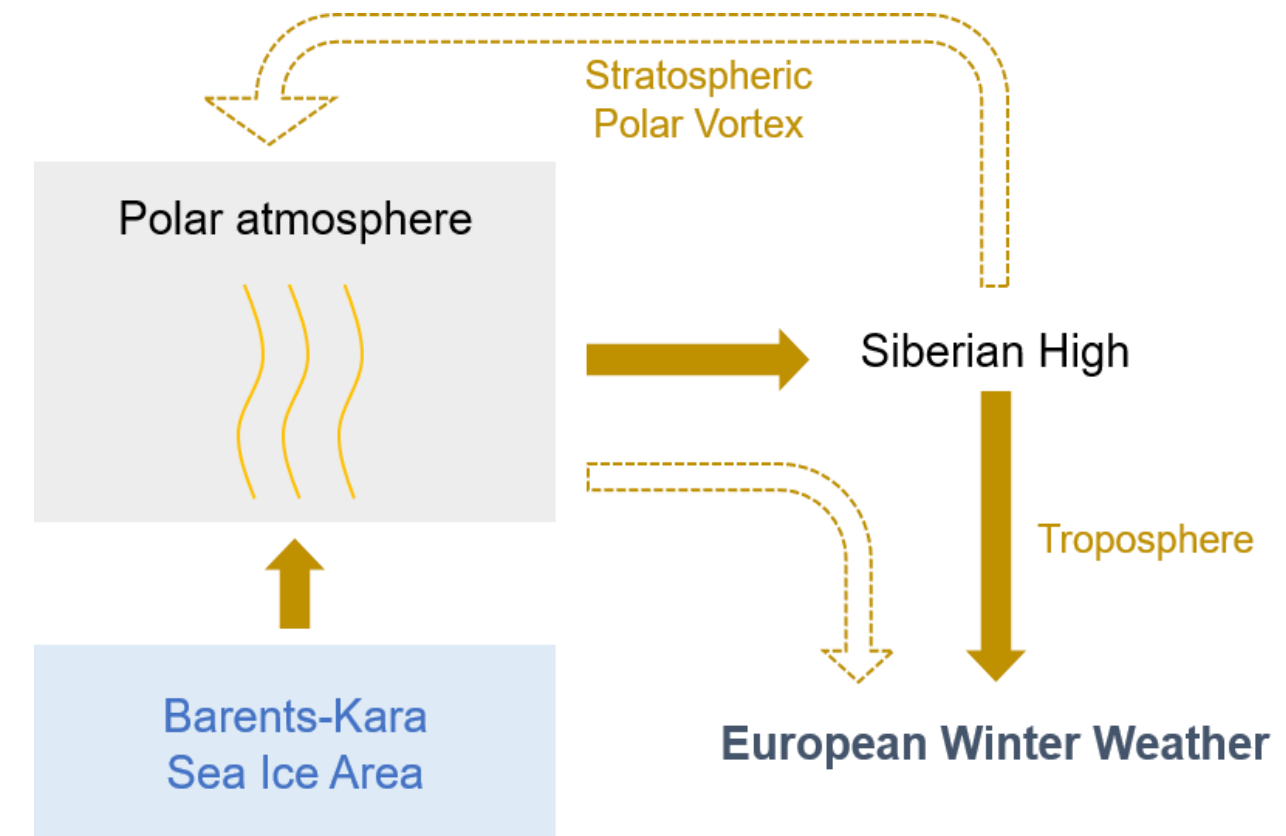 Stratospheric
Polar Vortex
Polar atmosphere
Siberian High
Troposphere
Barents-Kara
Sea Ice Area
European Winter Weather